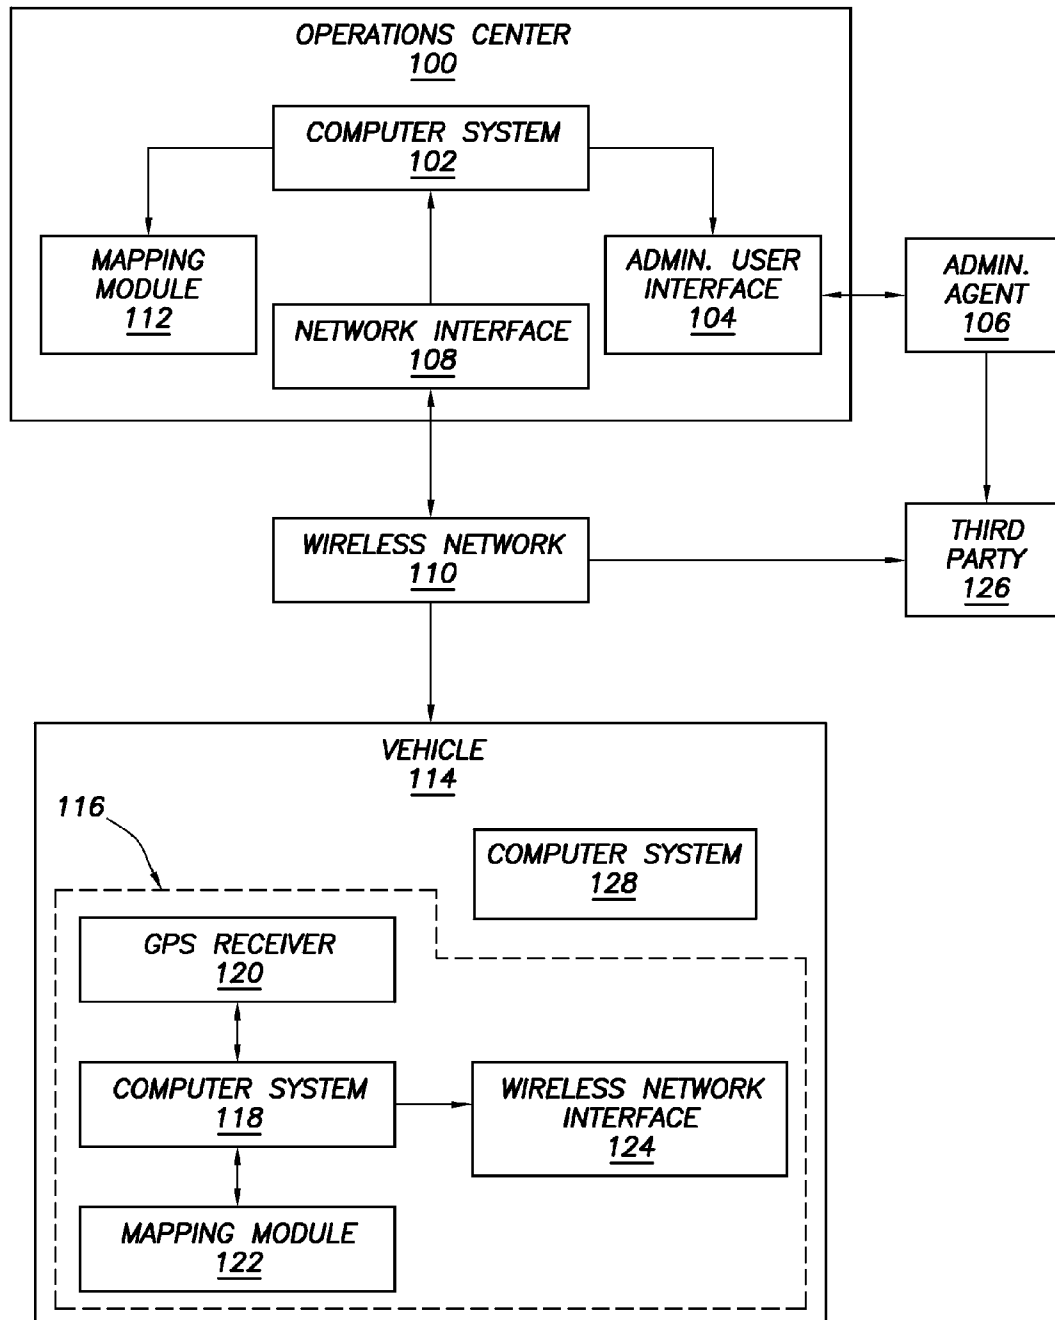 OPERATIONS CENTER
100
COMPUTER SYSTEM
102
MAPPING
MODULE
112
NETWORK INTERFACE
108
ADMIN. USER
INTERFACE
104
ADMIN.
AGENT
106
WIRELESS NETWORK
110
THIRD
PARTY
126
VEHICLE
114
116
COMPUTER SYSTEM
128
GPS RECEIVER
120
COMPUTER SYSTEM
118
WIRELESS NETWORK
INTERFACE
124
MAPPING MODULE
122